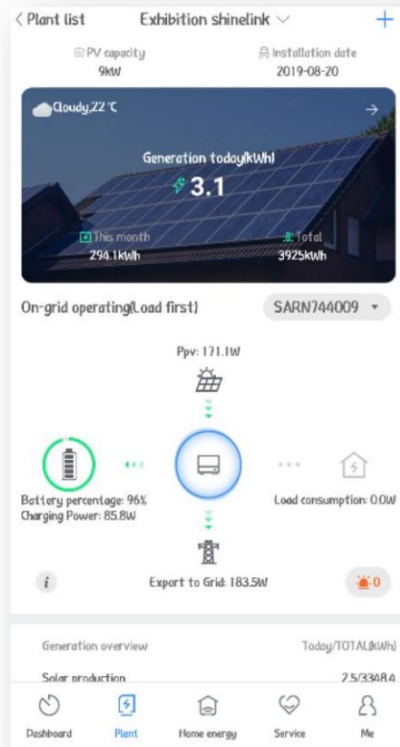 Plant list
Exhibition shinelink
PV capacity
Installation date
9kW
2019-08-20
Cloudy,22℃
Generation today(kWh)
3.1
This month
Total
294.1kWh
3925kWh
On-grid operating(Load first)
SARN744009
Ppv: 171.1W
Battery percentage: 96%
Charging Power: 85.8W
Load consumption: 0.0W
Export to Grid: 183.5W
i
0
Generation overview
Today/TOTAL(kWh)
Solar production
2.5/3348.4
Dashboard
Plant
Home energy
Service
Me